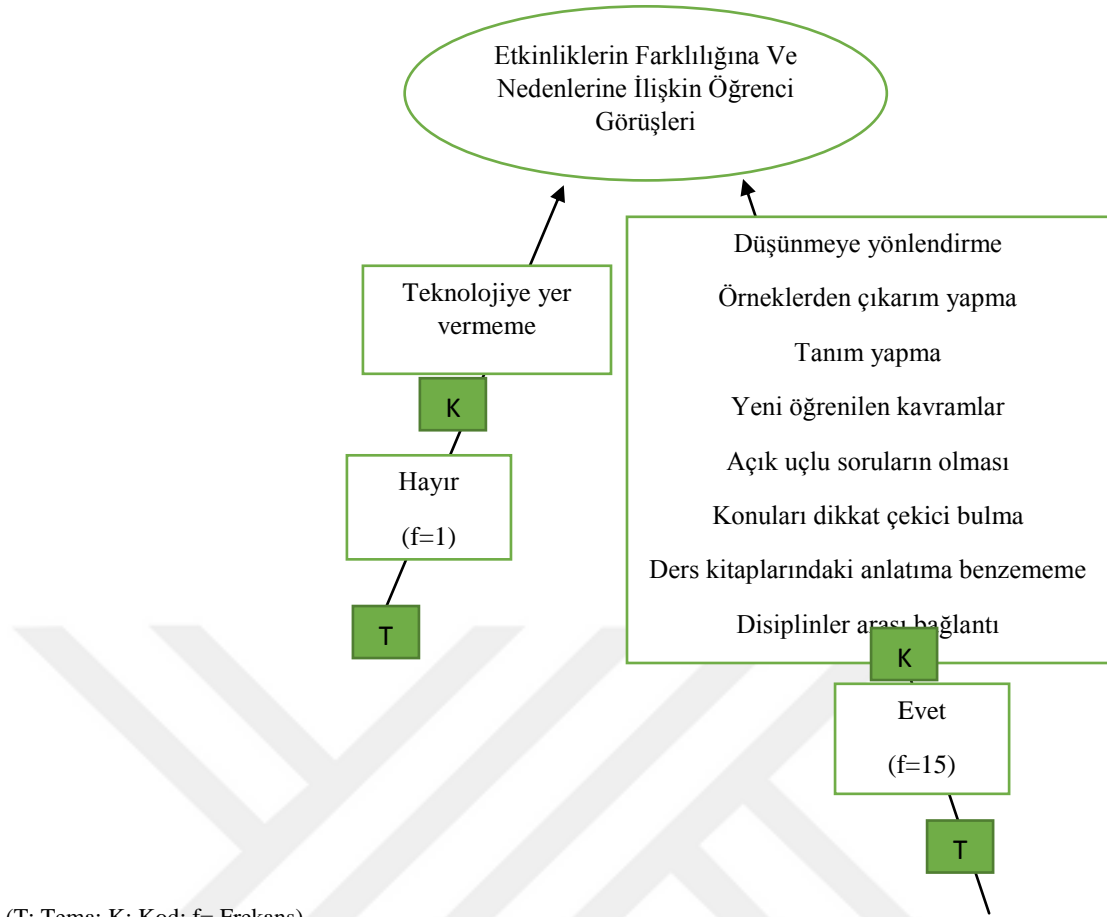 Etkinliklerin Farklılığına Ve
Nedenlerine İlişkin Öğrenci
Görüşleri
Teknolojiye yer
vermeme
K
Hayır
(f=1)
T
Düşünmeye yönlendirme
Örneklerden çıkarım yapma
Tanım yapma
Yeni öğrenilen kavramlar
Açık uçlu soruların olması
Konuları dikkat çekici bulma
Ders kitaplarındaki anlatıma benzememe
Disiplinler arası bağlantı
K
Evet
(f=15)
T
(T: Tema; K: Kod; f= Frekans)